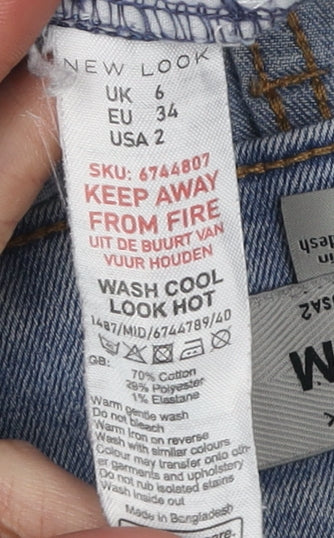 NEW LOOK
UK 6
EU 34
USA 2
SKU: 6744807
KEEP AWAY
FROM FIRE
UIT DE BUURT VAN
VUUR HOUDEN
WASH COOL
LOOK HOT
1487/MID/6744789/40
GB:
70% Cotton
29% Polyester
1% Elastane
Warm gentle wash
Do not bleach
Warm Iron on reverse
Wash with similar colours
Colour may transfer onto oth-
er garments and upholstery
Do not rub isolated stains
Wash inside out
Made in Bangladesh
USA2
M